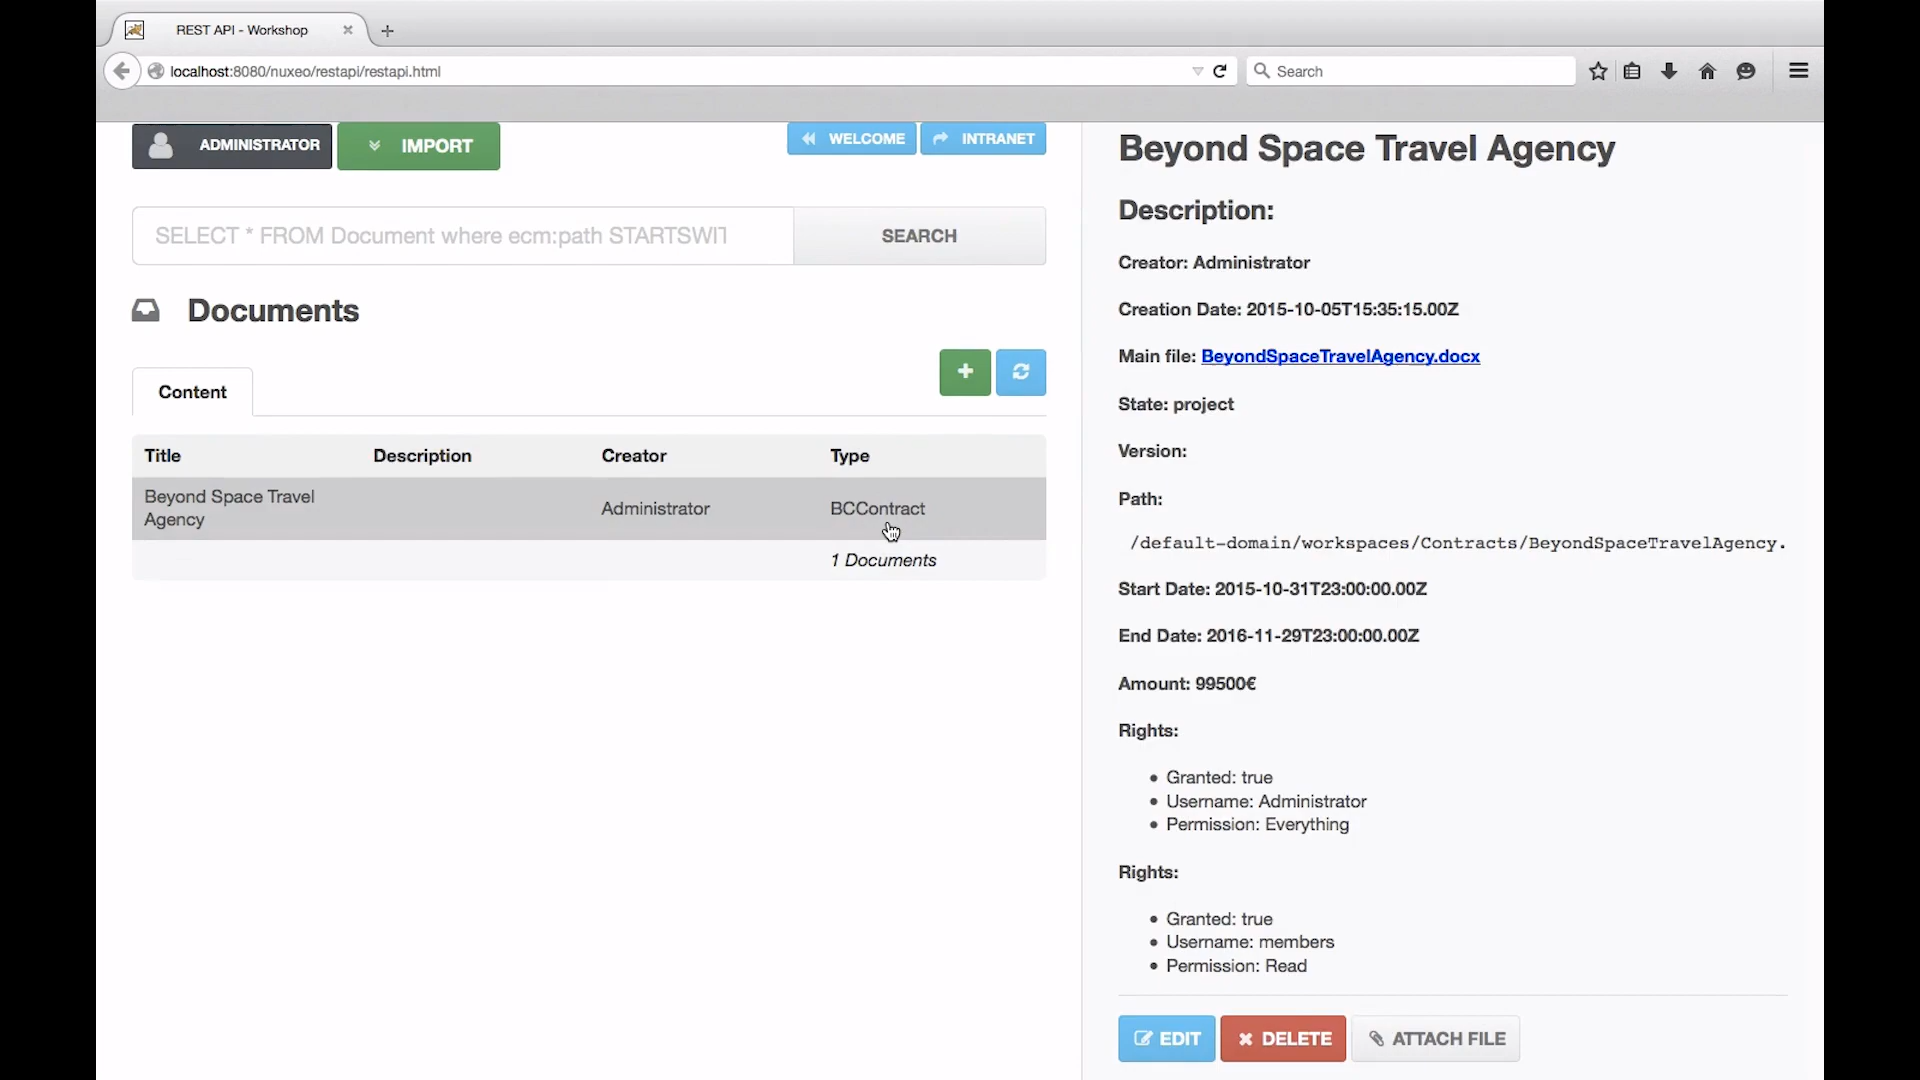 REST API - Workshop
localhost:8080/nuxeo/restapi/restapi.html
Search
ADMINISTRATOR
IMPORT
WELCOME
INTRANET
SELECT * FROM Document where ecm:path STARTSWIT
SEARCH
Documents
Content
Title Description Creator Type
Beyond Space Travel
Agency
Administrator
BCContract
1 Documents
Beyond Space Travel Agency
Description:
Creator: Administrator
Creation Date: 2015-10-05T15:35:15.00Z
Main file: BeyondSpaceTravelAgency.docx
State: project
Version:
Path:
/default-domain/workspaces/Contracts/BeyondSpaceTravelAgency.
Start Date: 2015-10-31T23:00:00.00Z
End Date: 2016-11-29T23:00:00.00Z
Amount: 99500€
Rights:
• Granted: true
• Username: Administrator
• Permission: Everything
Rights:
• Granted: true
• Username: members
• Permission: Read
EDIT
DELETE
ATTACH FILE